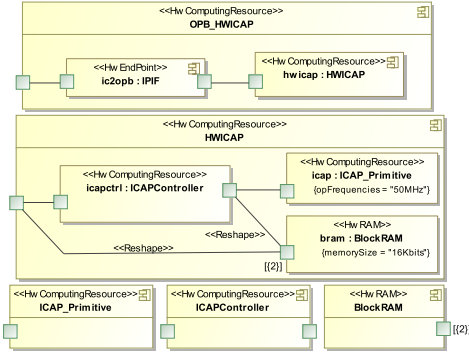 <<Hw ComputingResource>>
OPB_HWICAP
<<Hw EndPoint>>
ic2opb : IPIF
<<Hw ComputingResource>>
hwicap : HWICAP
<<Hw ComputingResource>>
HWICAP
<<Hw ComputingResource>>
icapctrl : ICAPController
<<Hw ComputingResource>>
icap : ICAP_Primitive
{opFrequencies = "50MHz"}
<<Reshape>>
<<Reshape>>
<<Hw RAM>>
bram : BlockRAM
{memorySize = "16Kbits"}
[{2}]
<<Hw ComputingResource>>
ICAP_Primitive
<<Hw ComputingResource>>
ICAPController
<<Hw RAM>>
BlockRAM
[{2}